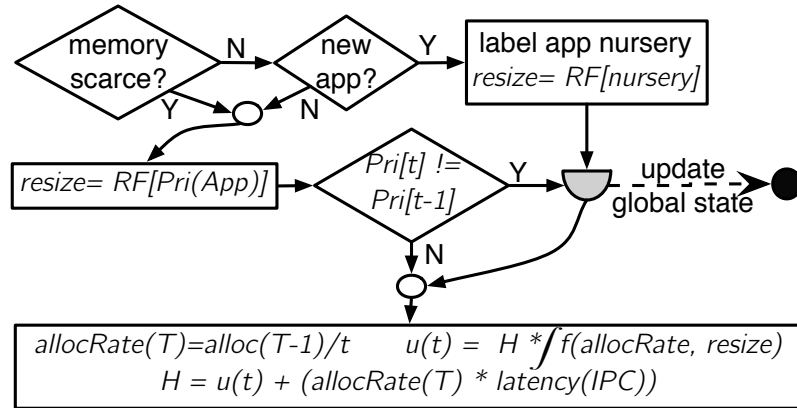 memory
scarce?
N
new
app?
Y
label app nursery
resize= RF[nursery]
Y
N
resize= RF[Pri(App)]
Pri[t] !=
Pri[t-1]
Y
update
global state
N
allocRate(T)=alloc(T-1)/t u(t) = H *∫f(allocRate, resize)
H = u(t) + (allocRate(T) * latency(IPC))